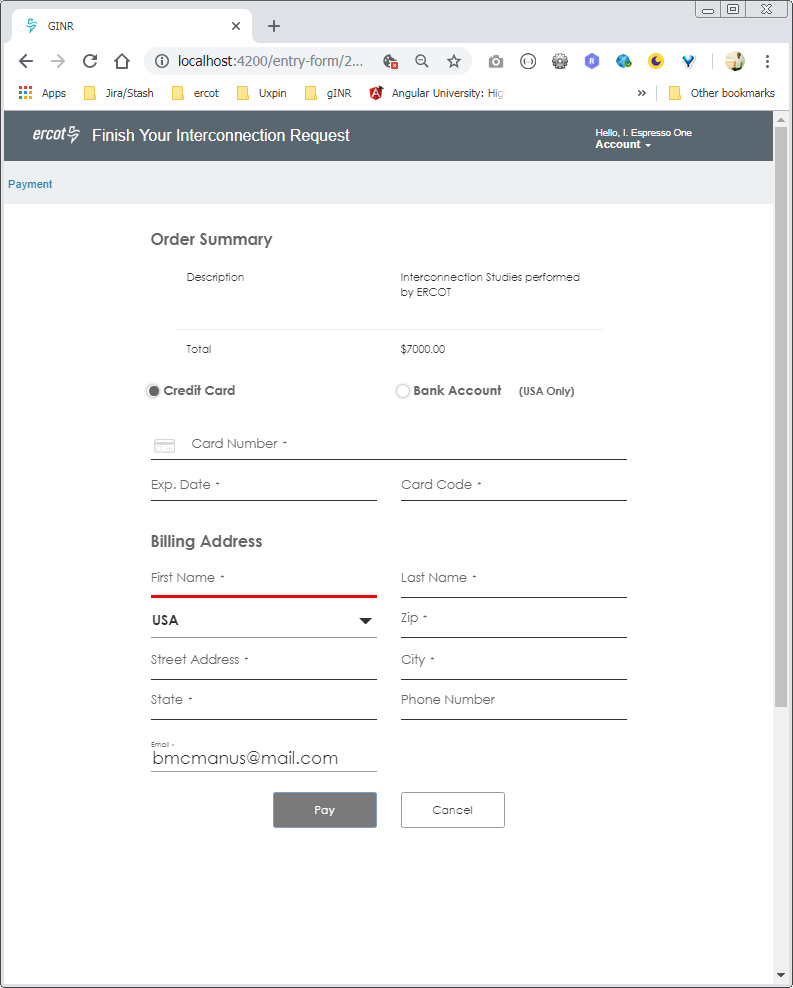 GINR
localhost:4200/entry-form/2...
Apps Jira/Stash ercot Uxpin gINR Angular University: Hig » Other bookmarks
ercot Finish Your Interconnection Request
Hello, I. Espresso One
Account
Payment
Order Summary
Description Interconnection Studies performed
by ERCOT
Total $7000.00
Credit Card Bank Account (USA Only)
Card Number *
Exp. Date * Card Code *
Billing Address
First Name * Last Name *
USA Zip *
Street Address * City *
State * Phone Number
Email *
bmcmanus@mail.com
Pay Cancel